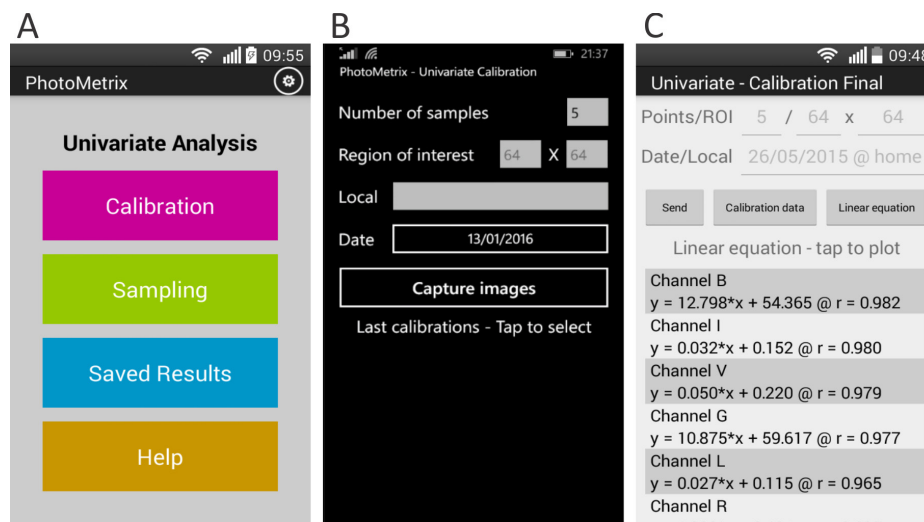 A
09:55
PhotoMetrix
Univariate Analysis
Calibration
Sampling
Saved Results
Help
B
21:37
PhotoMetrix - Univariate Calibration
Number of samples 5
Region of interest 64 X 64
Local
Date 13/01/2016
Capture images
Last calibrations - Tap to select
C
09:48
Univariate - Calibration Final
Points/ROI 5 / 64 x 64
Date/Local 26/05/2015 @ home
Send Calibration data Linear equation
Linear equation - tap to plot
Channel B
y = 12.798*x + 54.365 @ r = 0.982
Channel I
y = 0.032*x + 0.152 @ r = 0.980
Channel V
y = 0.050*x + 0.220 @ r = 0.979
Channel G
y = 10.875*x + 59.617 @ r = 0.977
Channel L
y = 0.027*x + 0.115 @ r = 0.965
Channel R